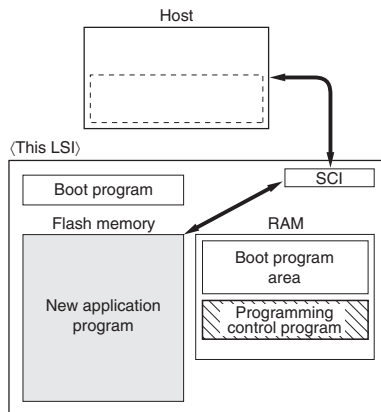 Host
〈This LSI〉
SCI
Boot program
Flash memory
RAM
Boot program
area
New application
program
Programming
control program